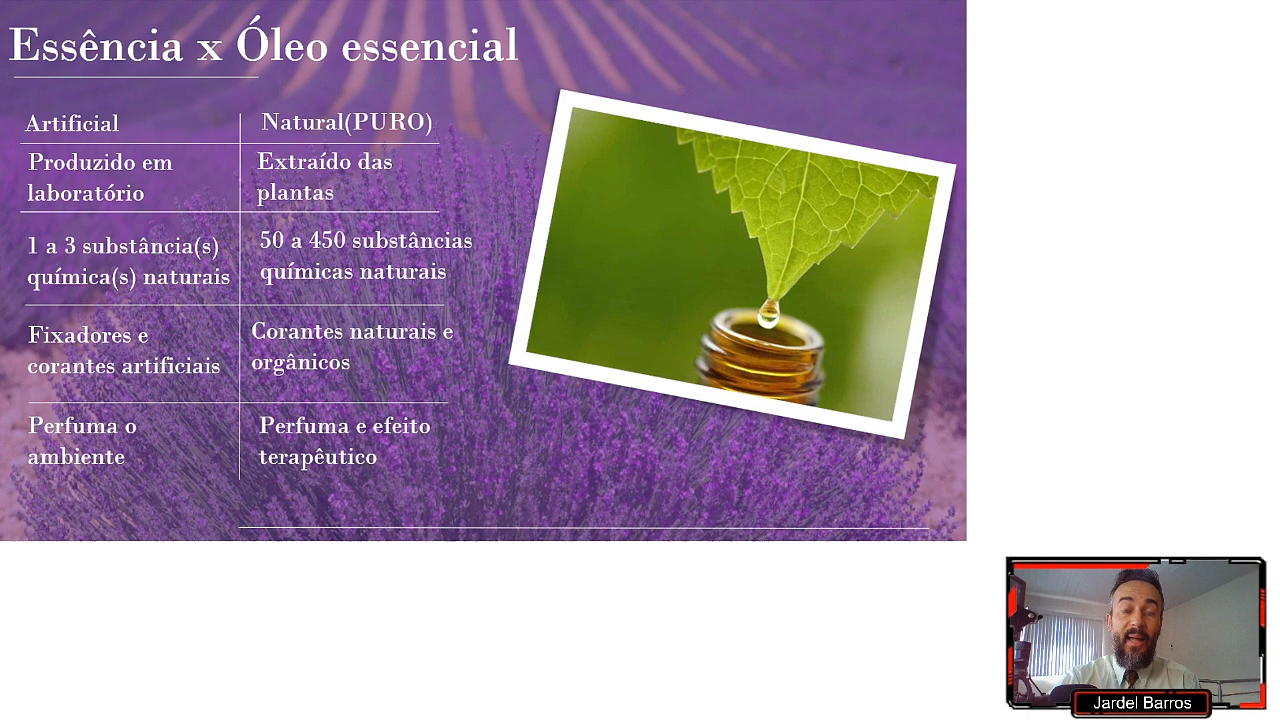 Essência x Óleo essencial
Artificial
Natural(PURO)
Produzido em
laboratório
Extraído das
plantas
1 a 3 substância(s)
química(s) naturais
50 a 450 substâncias
químicas naturais
Fixadores e
corantes artificiais
Corantes naturais e
orgânicos
Perfuma o
ambiente
Perfuma e efeito
terapêutico
Jardel Barros